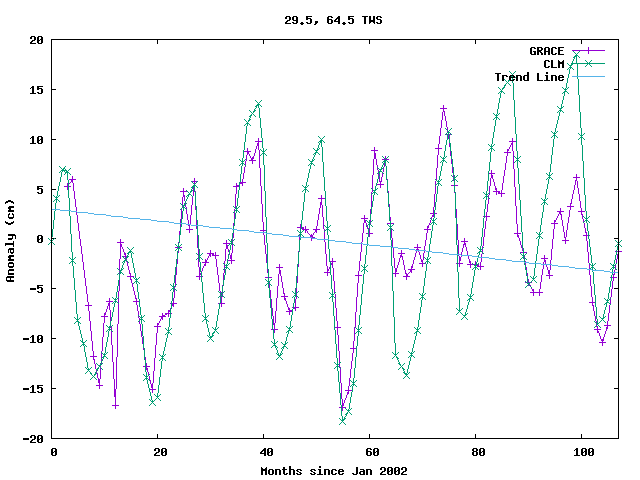 29.5, 64.5 TWS
GRACE
CLM
Trend Line
20
15
10
5
0
-5
-10
-15
-20
Anomaly (cm)
0 20 40 60 80 100
Months since Jan 2002